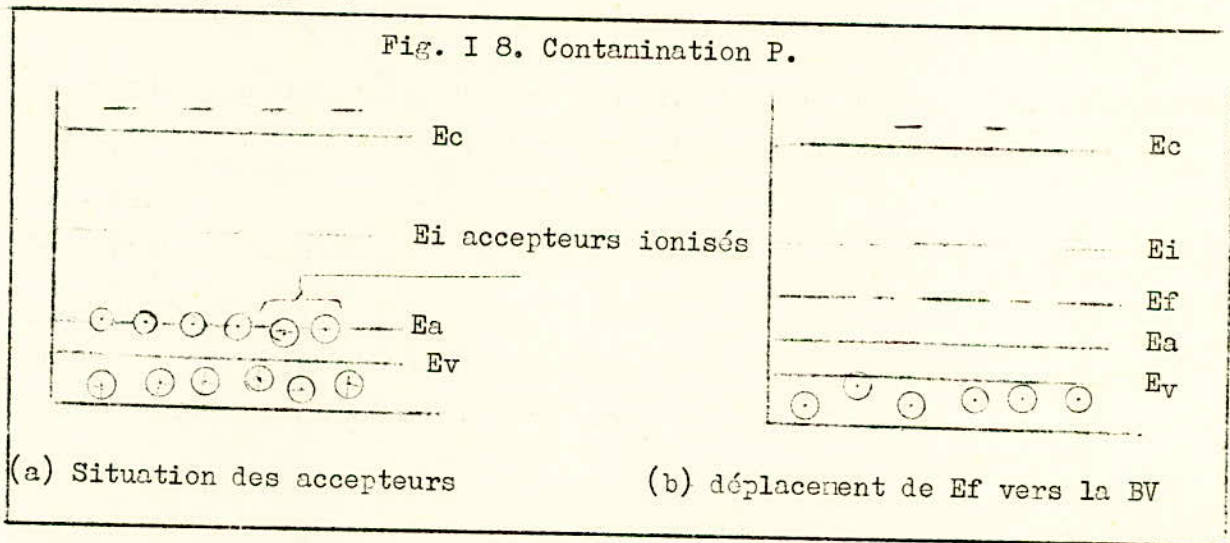 Fig. I 8. Contamination P.
Ec
Ei accepteurs ionisés
Ea
Ev
(a) Situation des accepteurs
Ec
Ei
Ef
Ea
Ev
(b) déplacement de Ef vers la BV